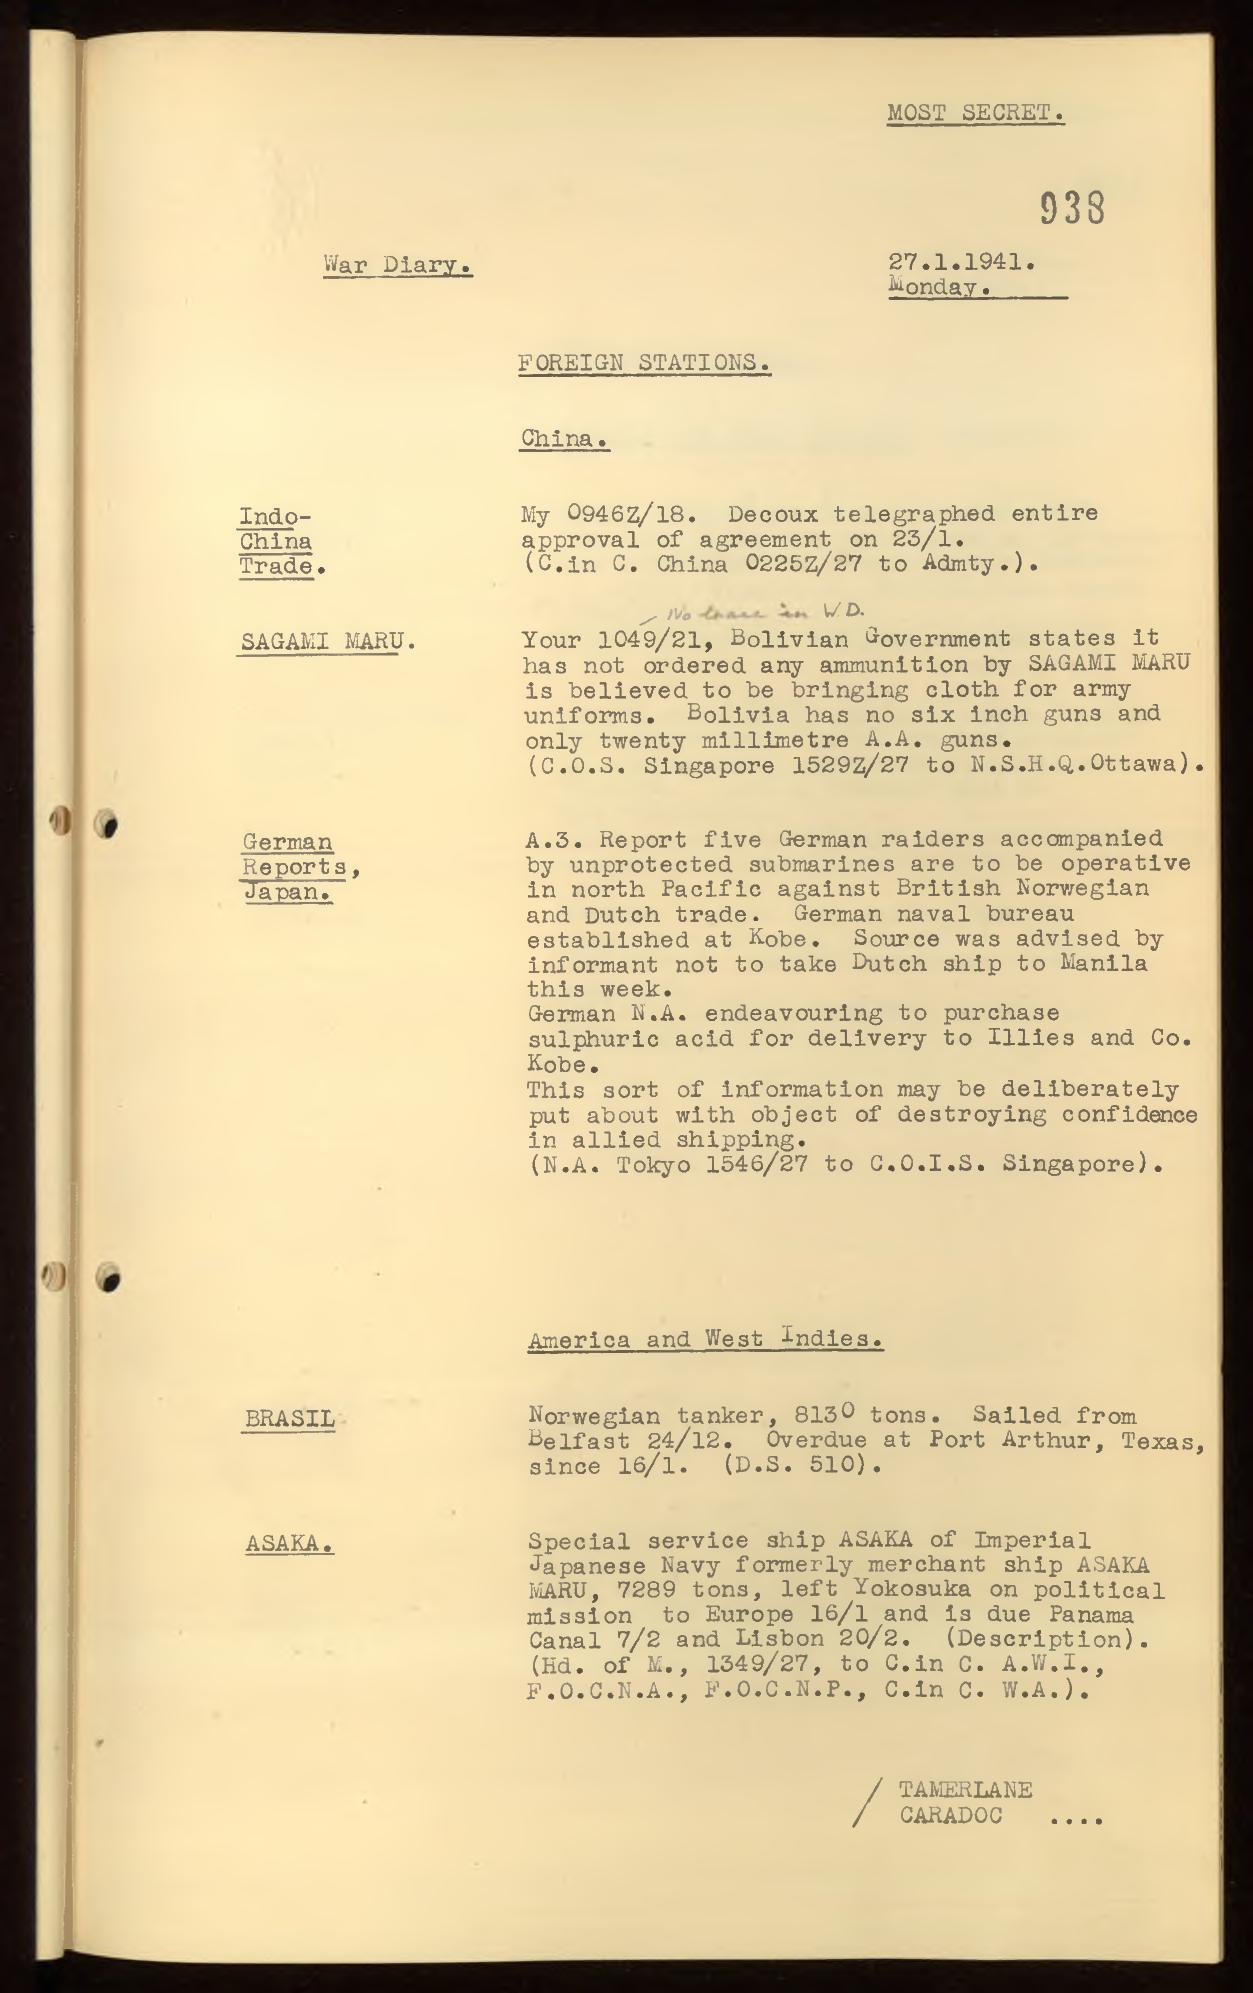 MOST SECRET.
938
War Diary.
27.1.1941.
Monday.
FOREIGN STATIONS.
China.
Indo-
China
Trade.
My 0946Z/18. Decoux telegraphed entire
approval of agreement on 23/1.
(C.in C. China 0225Z/27 to Admty.).
No trace in W.D.
SAGAMI MARU.
Your 1049/21, Bolivian Government states it
has not ordered any ammunition by SAGAMI MARU
is believed to be bringing cloth for army
uniforms. Bolivia has no six inch guns and
only twenty millimetre A.A. guns.
(C.O.S. Singapore 1529Z/27 to N.S.H.Q.Ottawa).
German
Reports,
Japan.
A.3. Report five German raiders accompanied
by unprotected submarines are to be operative
in north Pacific against British Norwegian
and Dutch trade. German naval bureau
established at Kobe. Source was advised by
informant not to take Dutch ship to Manila
this week.
German N.A. endeavouring to purchase
sulphuric acid for delivery to Illies and Co.
Kobe.
This sort of information may be deliberately
put about with object of destroying confidence
in allied shipping.
(N.A. Tokyo 1546/27 to C.O.I.S. Singapore).
America and West Indies.
BRASIL
Norwegian tanker, 8130 tons. Sailed from
Belfast 24/12. Overdue at Port Arthur, Texas,
since 16/1. (D.S. 510).
ASAKA.
Special service ship ASAKA of Imperial
Japanese Navy formerly merchant ship ASAKA
MARU, 7289 tons, left Yokosuka on political
mission to Europe 16/1 and is due Panama
Canal 7/2 and Lisbon 20/2. (Description).
(Hd. of M., 1349/27, to C.in C. A.W.I.,
F.O.C.N.A., F.O.C.N.P., C.in C. W.A.).
/ TAMERLANE
CARADOC ....